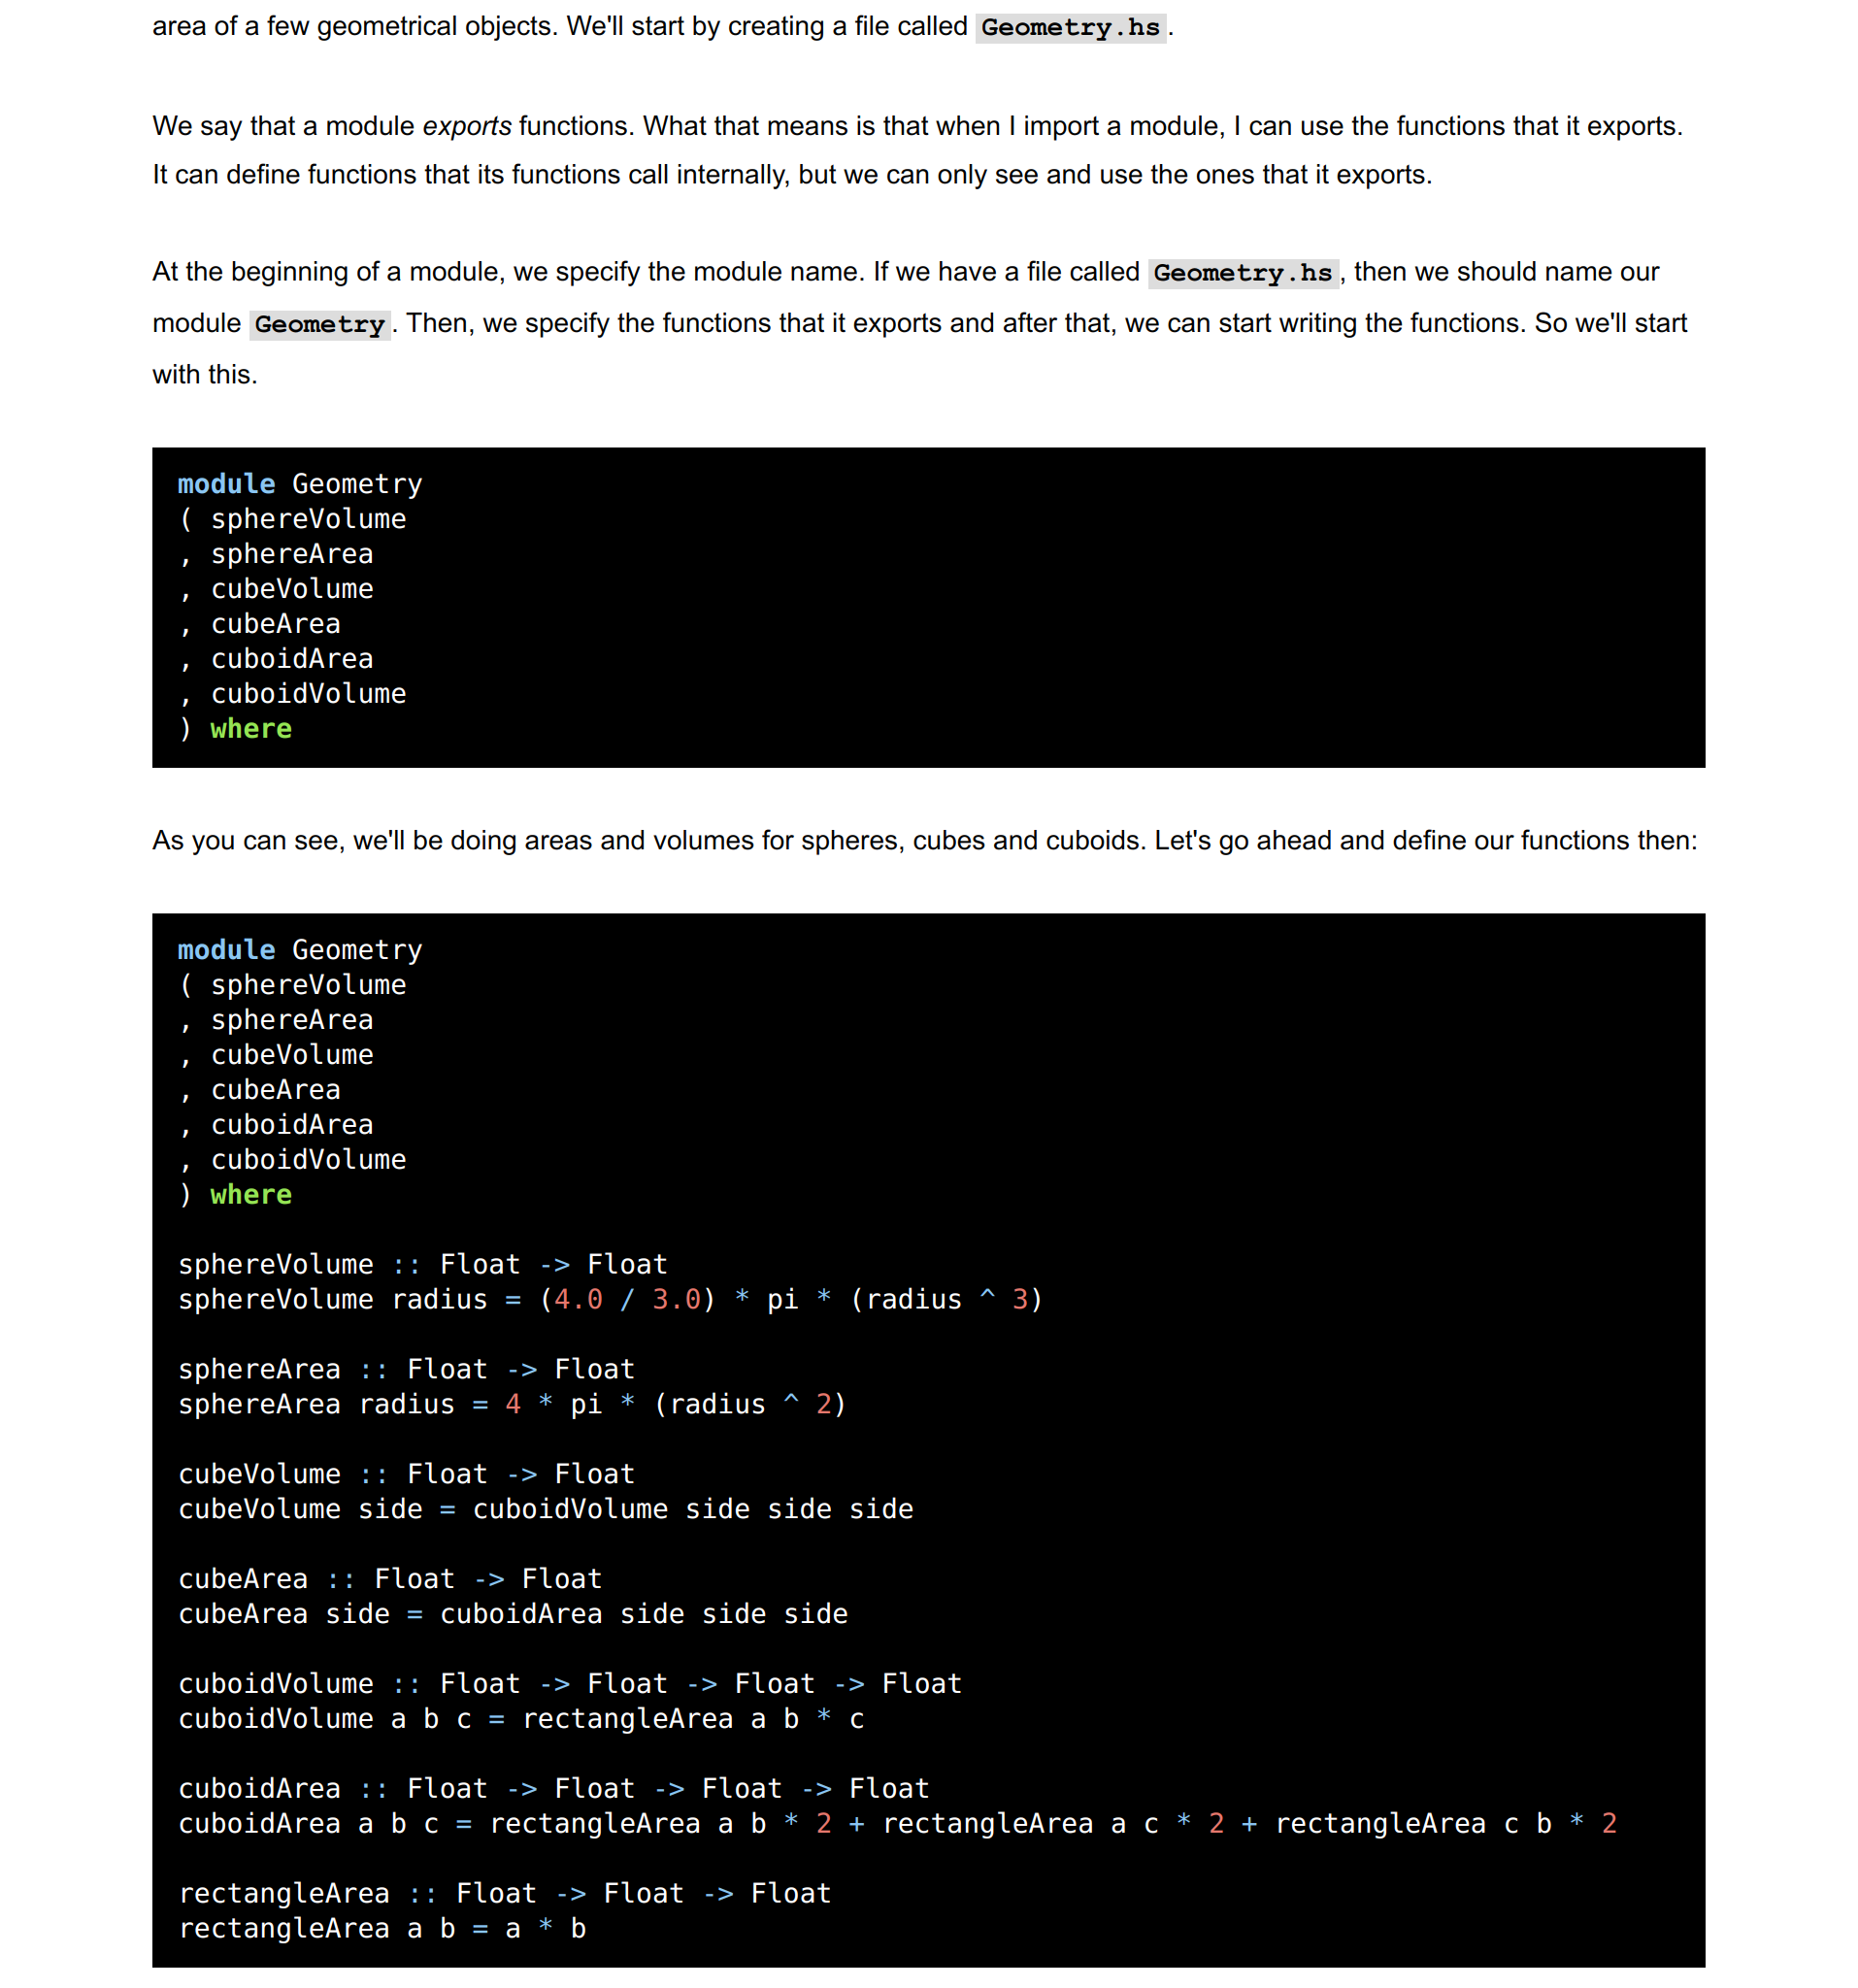 area of a few geometrical objects. We'll start by creating a file called Geometry.hs.
We say that a module exports functions. What that means is that when I import a module, I can use the functions that it exports.
It can define functions that its functions call internally, but we can only see and use the ones that it exports.
At the beginning of a module, we specify the module name. If we have a file called Geometry.hs, then we should name our
module Geometry. Then, we specify the functions that it exports and after that, we can start writing the functions. So we'll start
with this.
module Geometry
( sphereVolume
, sphereArea
, cubeVolume
, cubeArea
, cuboidArea
, cuboidVolume
) where
As you can see, we'll be doing areas and volumes for spheres, cubes and cuboids. Let's go ahead and define our functions then:
module Geometry
( sphereVolume
, sphereArea
, cubeVolume
, cubeArea
, cuboidArea
, cuboidVolume
) where
sphereVolume :: Float -> Float
sphereVolume radius = (4.0 / 3.0) * pi * (radius ^ 3)
sphereArea :: Float -> Float
sphereArea radius = 4 * pi * (radius ^ 2)
cubeVolume :: Float -> Float
cubeVolume side = cuboidVolume side side side
cubeArea :: Float -> Float
cubeArea side = cuboidArea side side side
cuboidVolume :: Float -> Float -> Float -> Float
cuboidVolume a b c = rectangleArea a b * c
cuboidArea :: Float -> Float -> Float -> Float
cuboidArea a b c = rectangleArea a b * 2 + rectangleArea a c * 2 + rectangleArea c b * 2
rectangleArea :: Float -> Float -> Float
rectangleArea a b = a * b